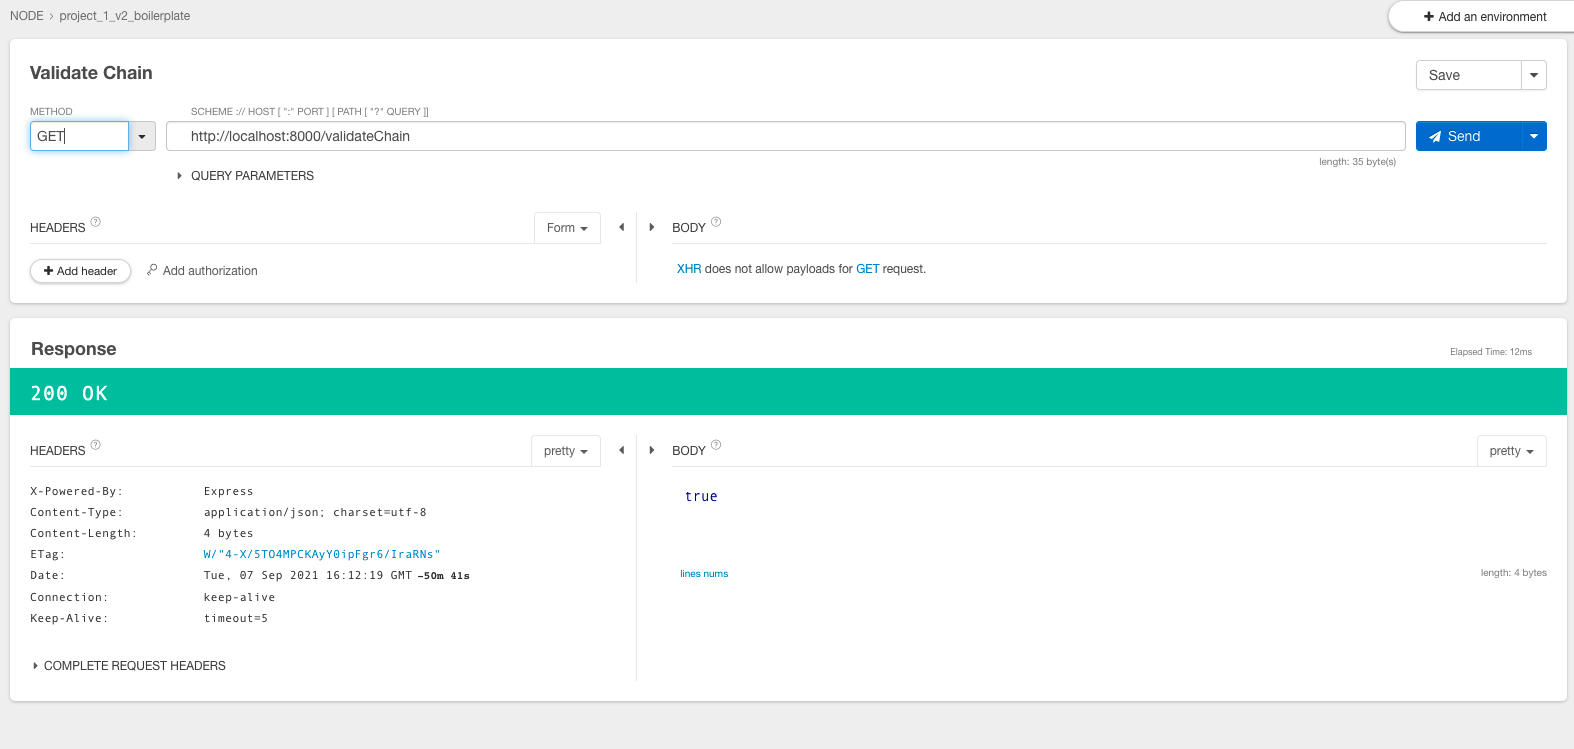 NODE › project_1_v2_boilerplate
Add an environment
Validate Chain
Save
METHOD
SCHEME :// HOST [ ":" PORT ] [ PATH [ "?" QUERY ]]
GET
http://localhost:8000/validateChain
Send
length: 35 byte(s)
QUERY PARAMETERS
HEADERS ?
Form
BODY ?
Add header
Add authorization
XHR does not allow payloads for GET request.
Response
Elapsed Time: 12ms
200 OK
HEADERS ?
pretty
BODY ?
pretty
X-Powered-By: Express
Content-Type: application/json; charset=utf-8
Content-Length: 4 bytes
ETag: W/"4-X/5TO4MPCKAyY0ipFgr6/IraRNs"
Date: Tue, 07 Sep 2021 16:12:19 GMT -50m 41s
Connection: keep-alive
Keep-Alive: timeout=5
true
lines nums
length: 4 bytes
COMPLETE REQUEST HEADERS